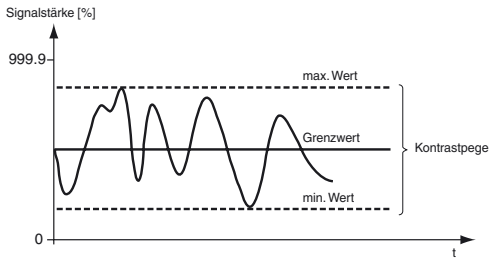 Signalstärke [%]
999.9
max. Wert
Grenzwert
Kontrastpege
min. Wert
0
t